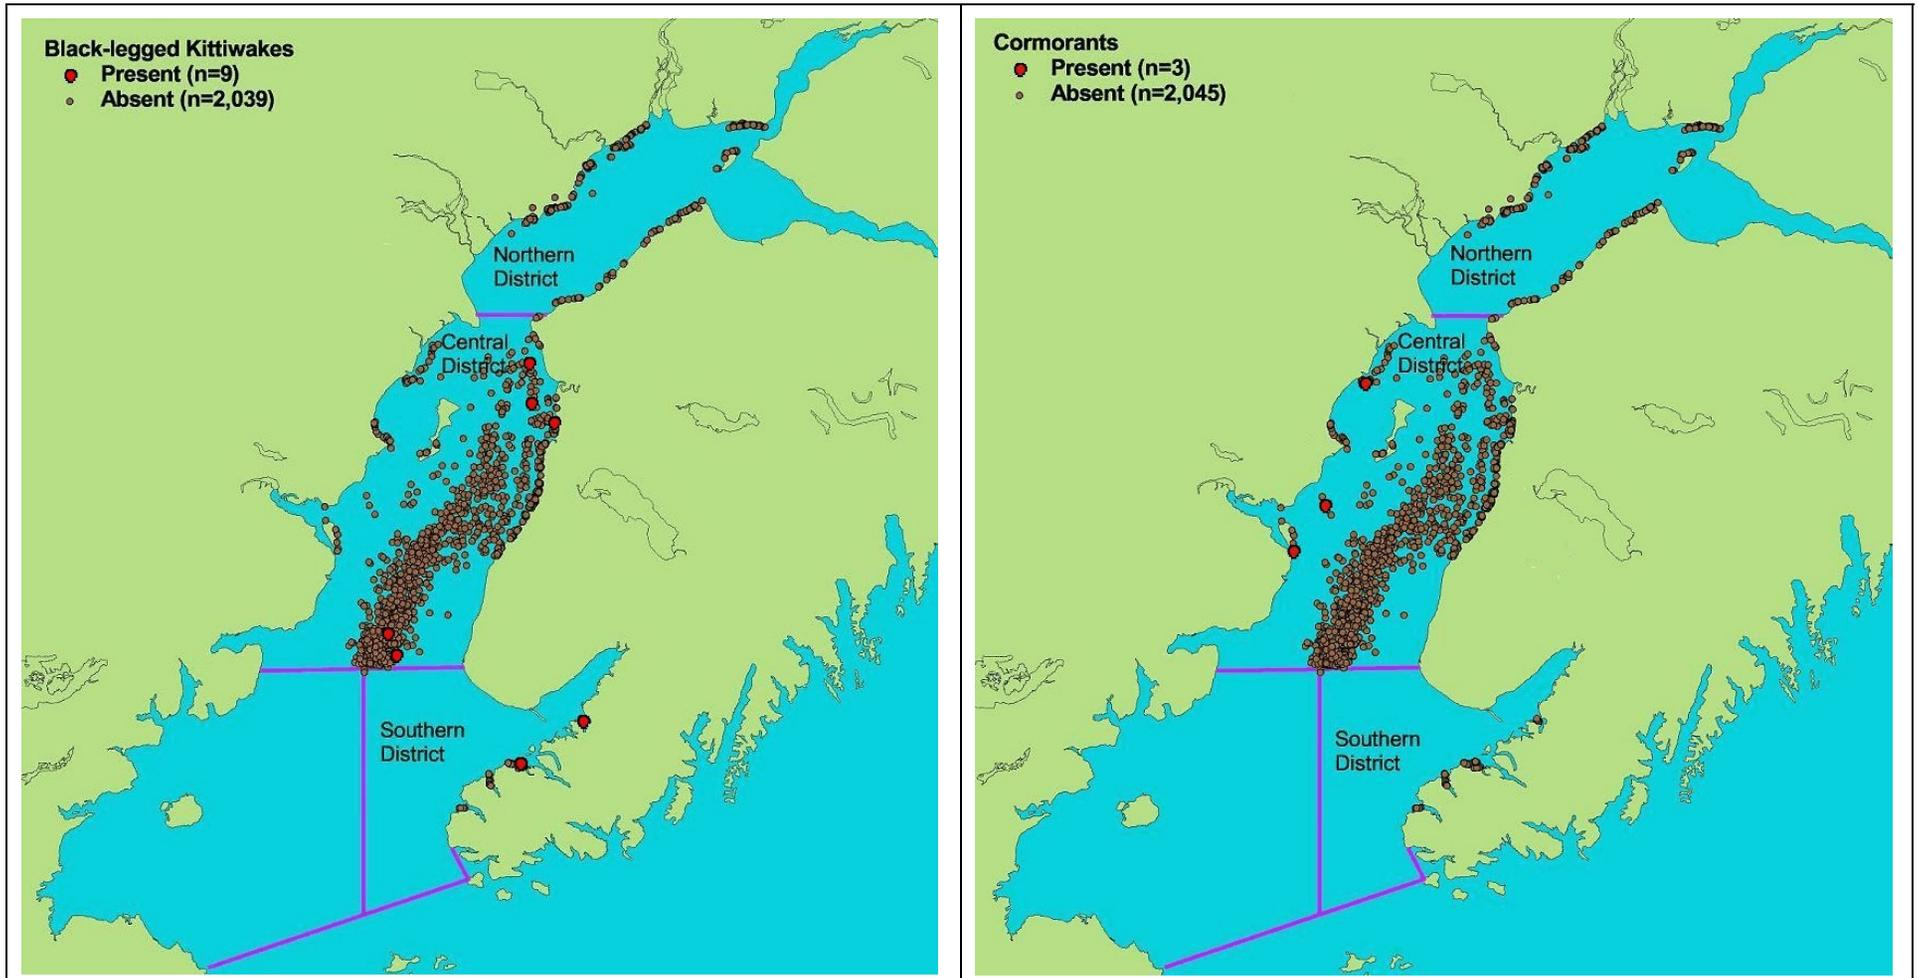 Black-legged Kittiwakes
Present (n=9)
Absent (n=2,039)
Northern
District
Central
District
Southern
District
Cormorants
Present (n=3)
Absent (n=2,045)
Northern
District
Central
District
Southern
District